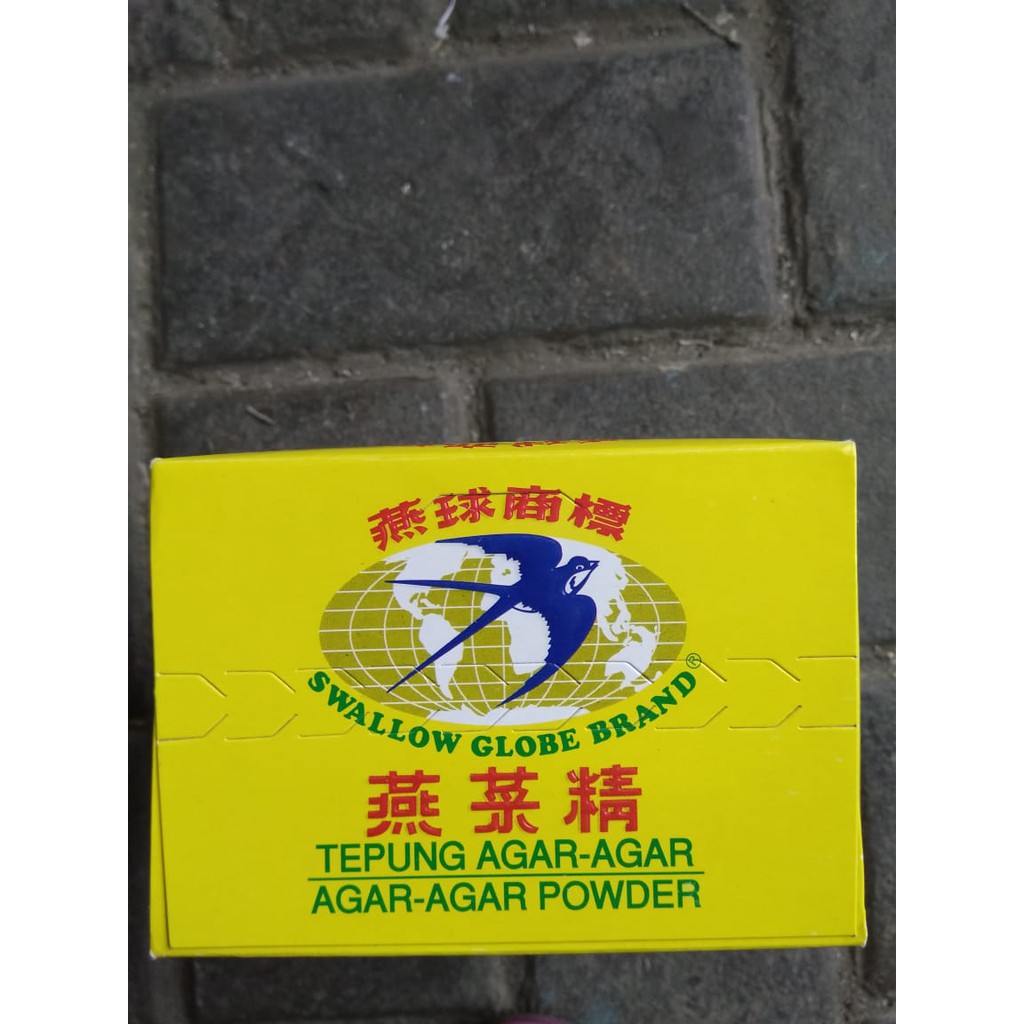 燕球商標
SWALLOW GLOBE BRAND®
燕菜精
TEPUNG AGAR-AGAR
AGAR-AGAR POWDER